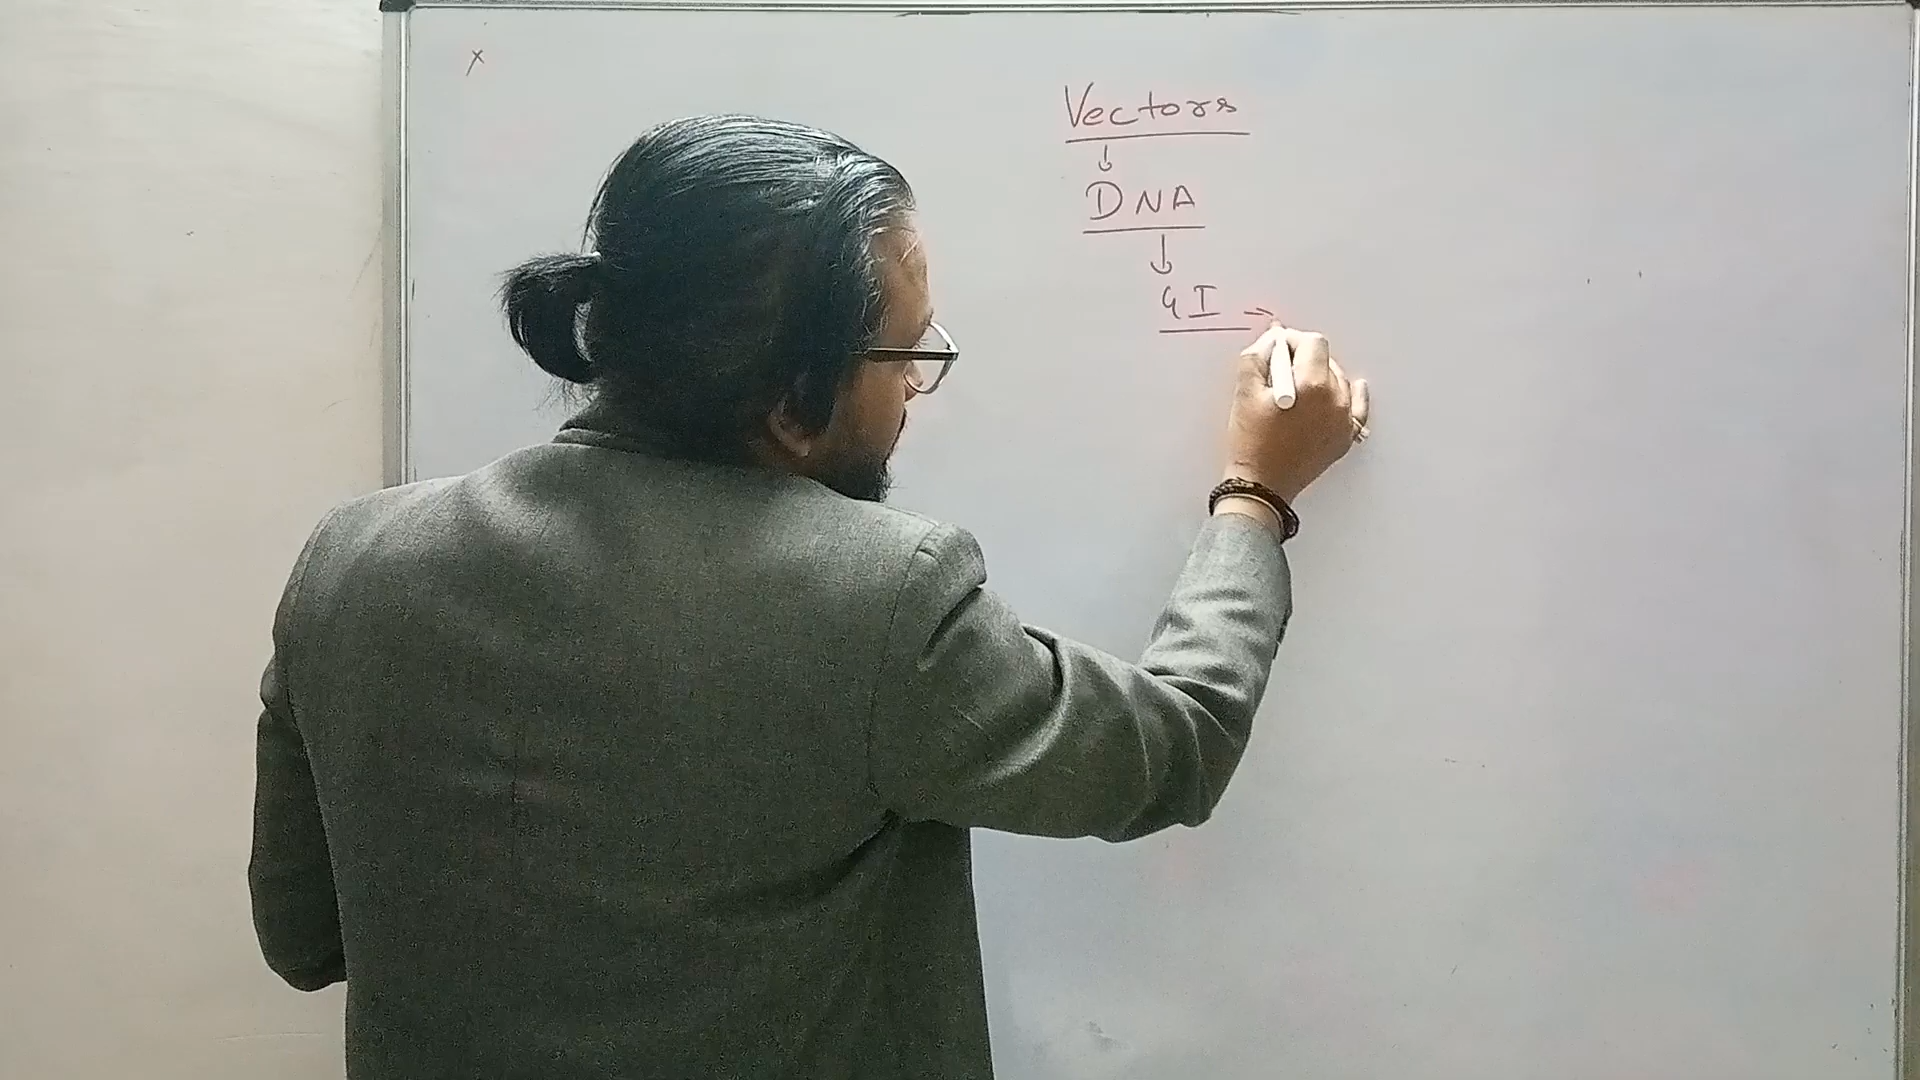 x
Vectors
↓
DNA
↓
GI →